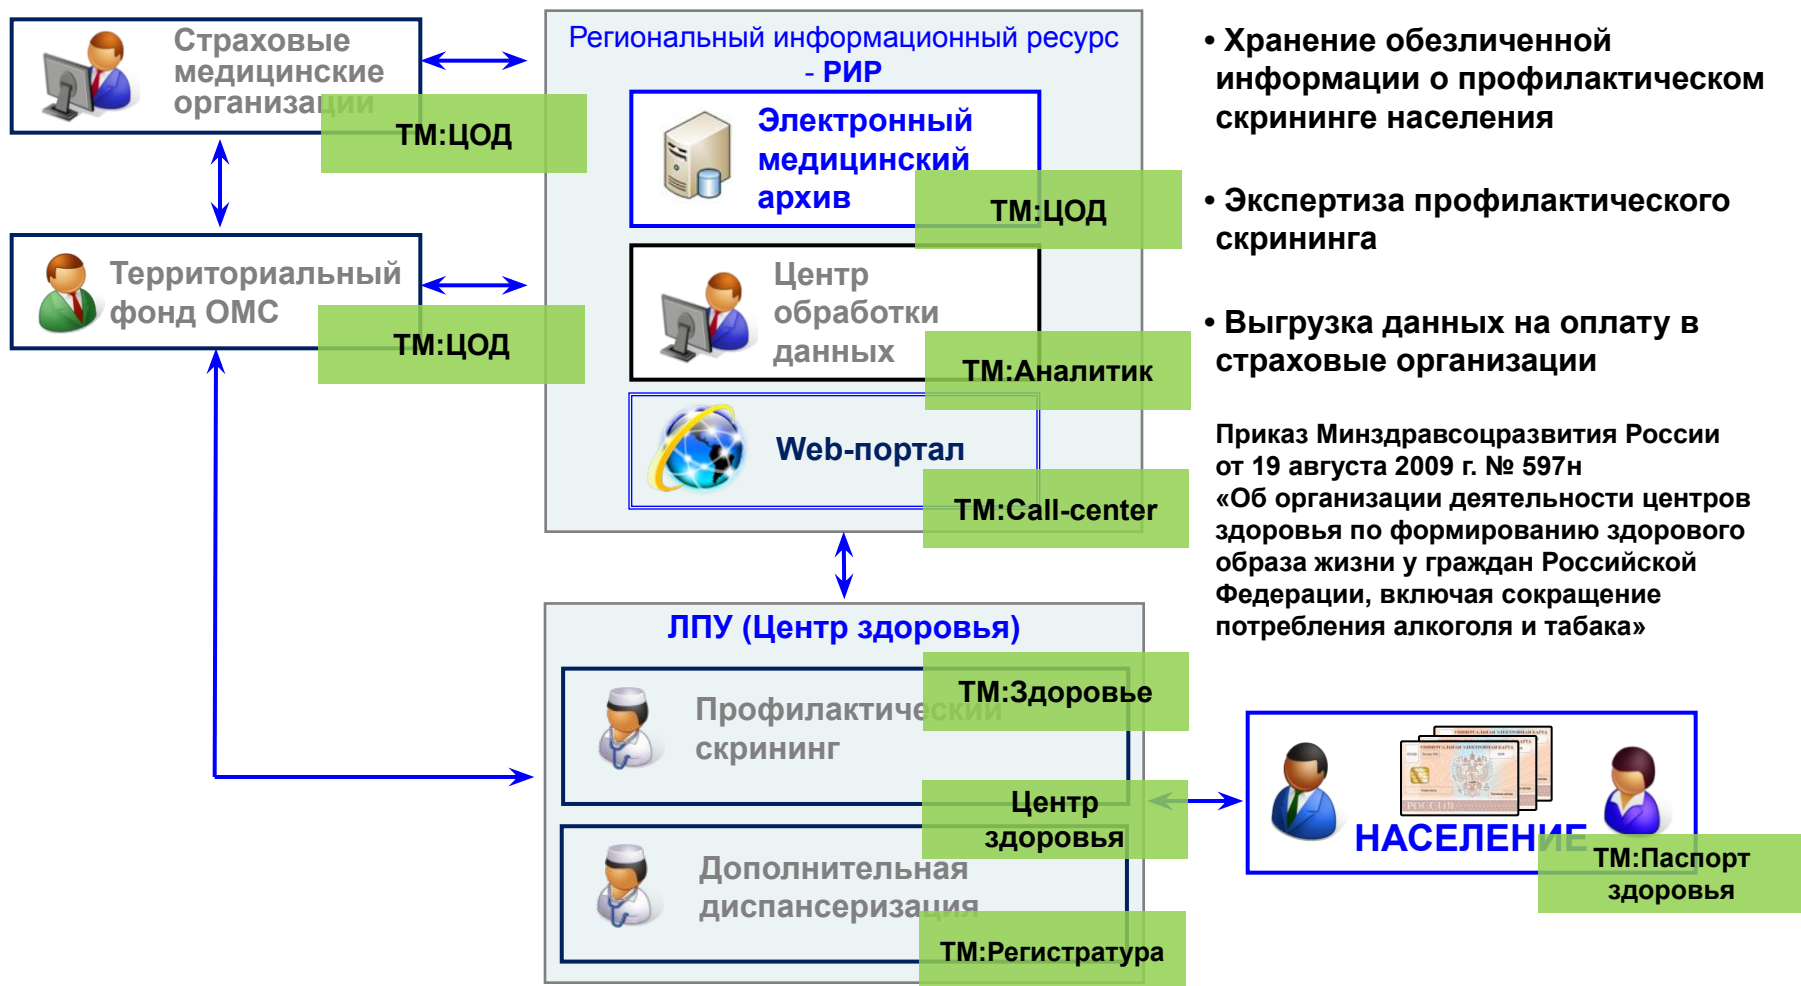 Страховые
медицинские
организации
ТМ:ЦОД
Территориальный
фонд ОМС
ТМ:ЦОД
Региональный информационный ресурс
- РИР
Электронный
медицинский
архив
ТМ:ЦОД
Центр
обработки
данных
ТМ:Аналитик
Web-портал
ТМ:Call-center
ЛПУ (Центр здоровья)
ТМ:Здоровье
Профилактический
скрининг
Центр
здоровья
Дополнительная
диспансеризация
ТМ:Регистратура
• Хранение обезличенной
информации о профилактическом
скрининге населения
• Экспертиза профилактического
скрининга
• Выгрузка данных на оплату в
страховые организации
Приказ Минздравсоцразвития России
от 19 августа 2009 г. № 597н
«Об организации деятельности центров
здоровья по формированию здорового
образа жизни у граждан Российской
Федерации, включая сокращение
потребления алкоголя и табака»
УНИВЕРСАЛЬНАЯ ЭЛЕКТРОННАЯ КАРТА
РОССИЯ
НАСЕЛЕНИЕ
ТМ:Паспорт
здоровья